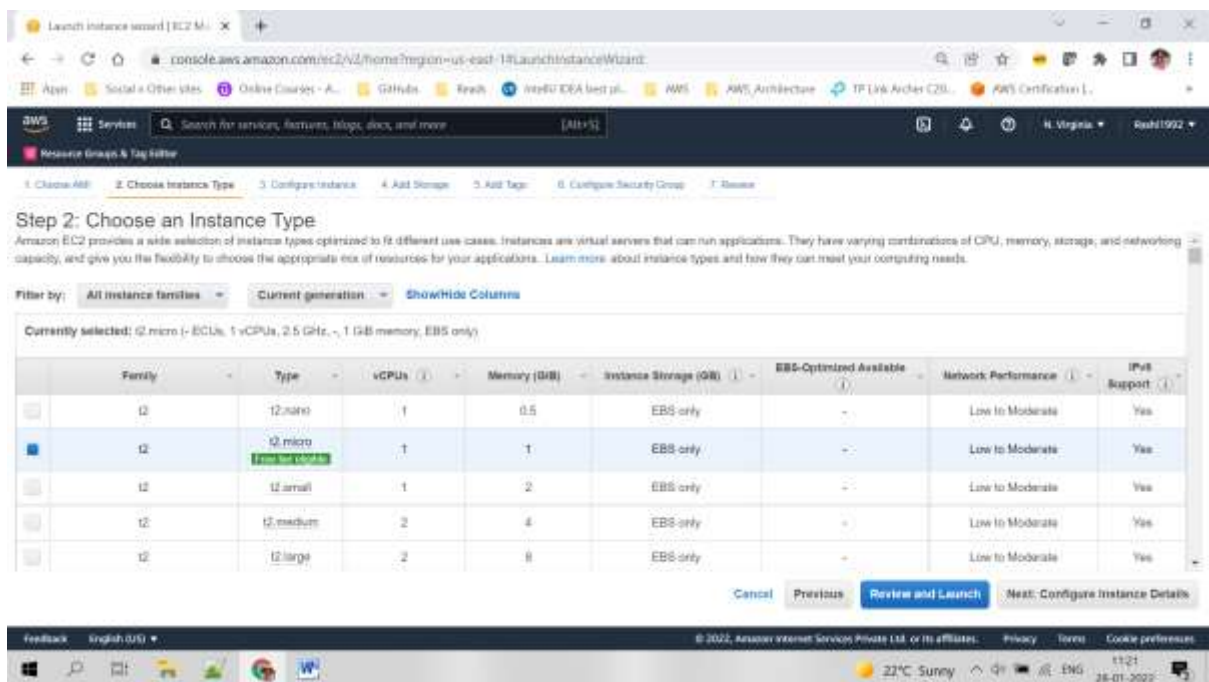 Launch instance wizard | EC2 M
console.aws.amazon.com/ec2/v2/home?region=us-east-1#LaunchInstanceWizard:
Apps Social n Other sites Online Courses - A... GitHubs Reads IntelliJ IDEA best pl... AWS AWS_Architecture TP Link Archer C20... AWS Certification |...
aws Services Search for services, features, blogs, docs, and more [Alt+S] N. Virginia Rashi1992
Resource Groups & Tag Editor
1. Choose AMI 2. Choose Instance Type 3. Configure Instance 4. Add Storage 5. Add Tags 6. Configure Security Group 7. Review
Step 2: Choose an Instance Type
Amazon EC2 provides a wide selection of instance types optimized to fit different use cases. Instances are virtual servers that can run applications. They have varying combinations of CPU, memory, storage, and networking
capacity, and give you the flexibility to choose the appropriate mix of resources for your applications. Learn more about instance types and how they can meet your computing needs.
Filter by: All instance families Current generation Show/Hide Columns
Currently selected: t2.micro (- ECUs, 1 vCPUs, 2.5 GHz, -, 1 GiB memory, EBS only)
Family Type vCPUs Memory (GiB) Instance Storage (GB) EBS-Optimized Available Network Performance IPv6 Support
t2 t2.nano 1 0.5 EBS only - Low to Moderate Yes
t2 t2.micro Free tier eligible 1 1 EBS only - Low to Moderate Yes
t2 t2.small 1 2 EBS only - Low to Moderate Yes
t2 t2.medium 2 4 EBS only - Low to Moderate Yes
t2 t2.large 2 8 EBS only - Low to Moderate Yes
Cancel Previous Review and Launch Next: Configure Instance Details
Feedback English (US) © 2022, Amazon Internet Services Private Ltd. or its affiliates. Privacy Terms Cookie preferences
22°C Sunny ENG 11:21
28-01-2022